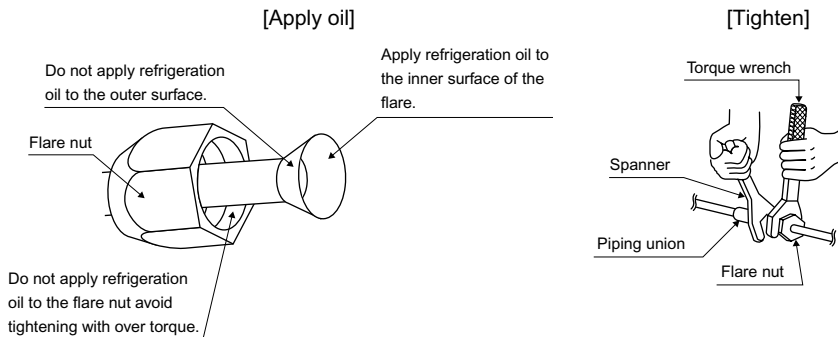 [Apply oil]
Do not apply refrigeration
oil to the outer surface.
Apply refrigeration oil to
the inner surface of the
flare.
Flare nut
Do not apply refrigeration
oil to the flare nut avoid
tightening with over torque.
[Tighten]
Torque wrench
Spanner
Piping union
Flare nut